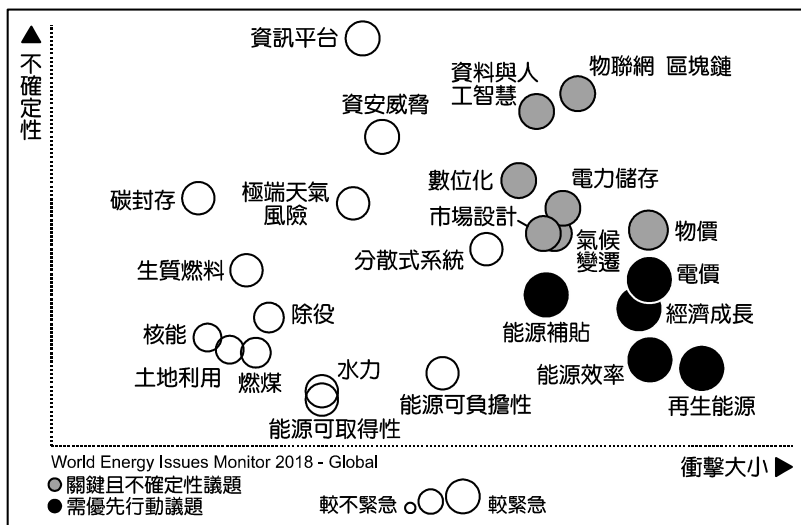 ▲不確定性
資訊平台
資料與人
工智慧
物聯網 區塊鏈
資安威脅
碳封存
極端天氣
風險
數位化
電力儲存
市場設計
物價
分散式系統
氣候
變遷
生質燃料
電價
除役
能源補貼
經濟成長
核能
土地利用
燃煤
水力
能源可取得性
能源可負擔性
能源效率
再生能源
World Energy Issues Monitor 2018 - Global
衝擊大小▶
關鍵且不確定性議題
需優先行動議題
較不緊急
較緊急